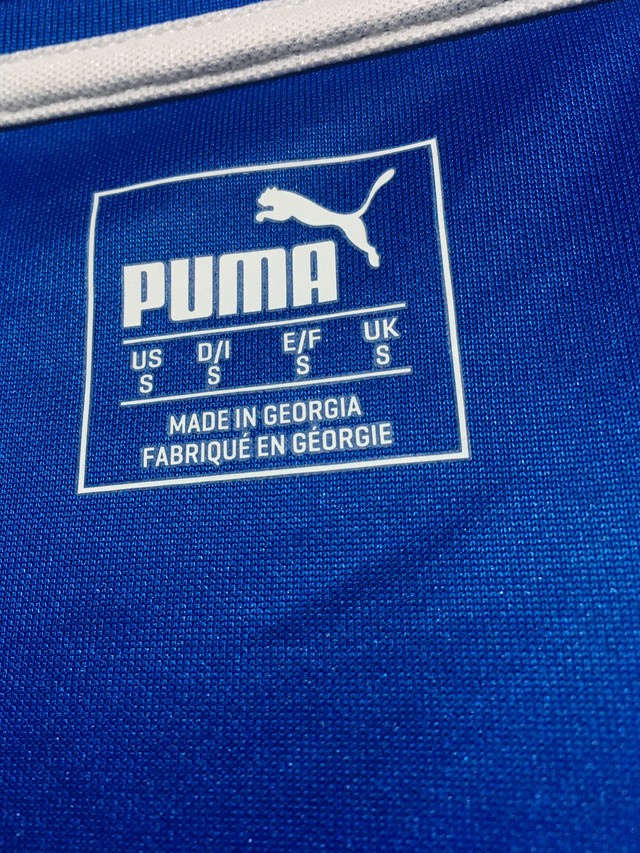 PUMA
US D/I E/F UK
S S S S
MADE IN GEORGIA
FABRIQUÉ EN GÉORGIE